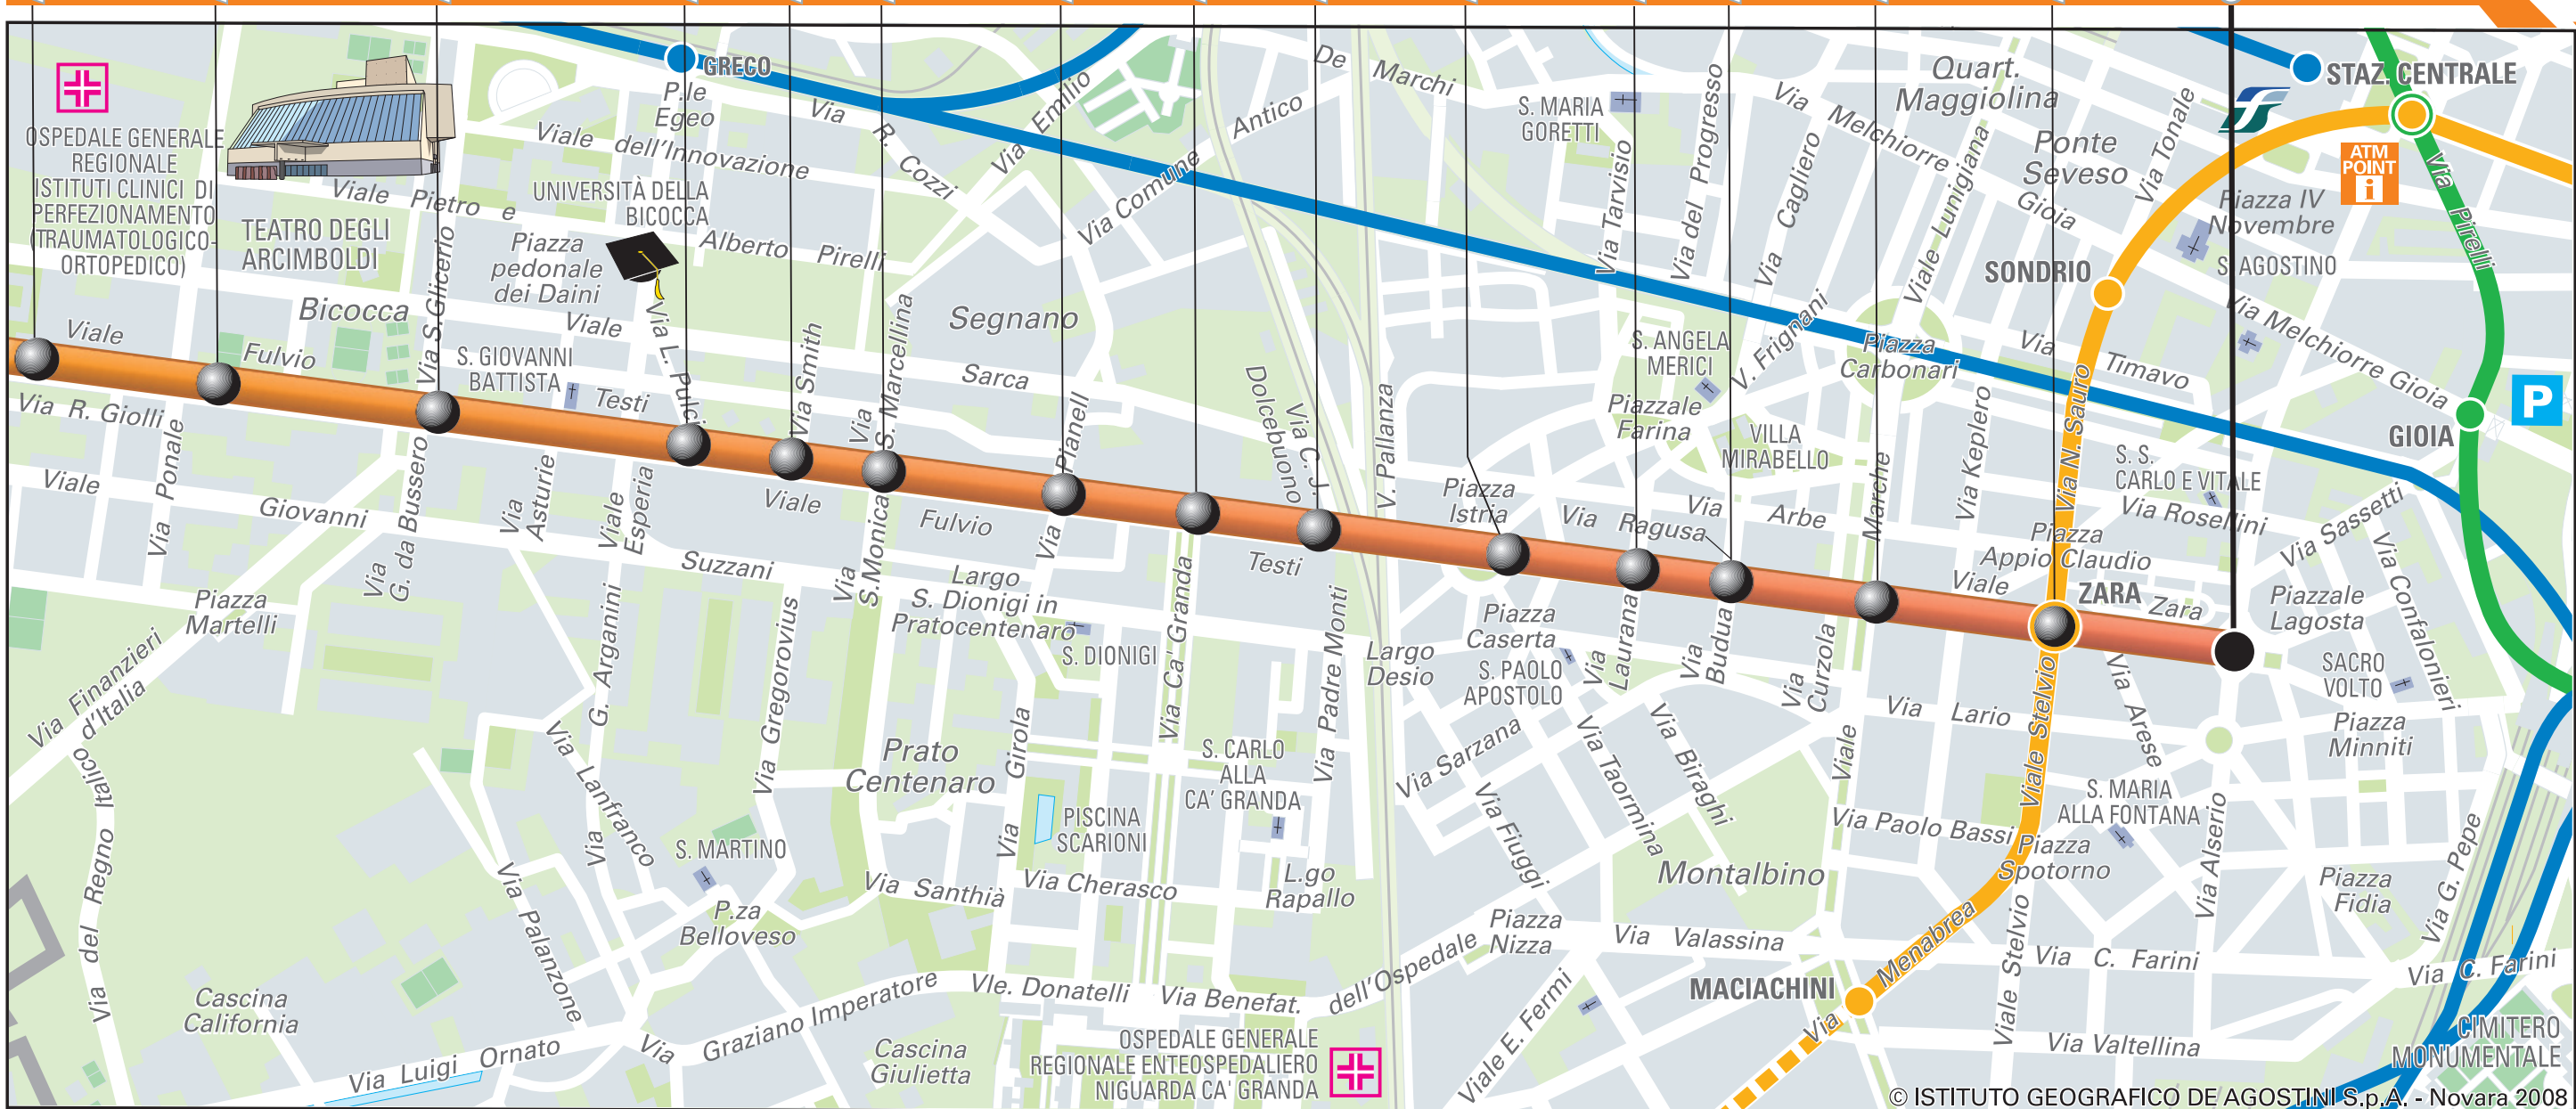 GRECO
P.le
Egeo
Via R. Cozzi
Via Emilio
De Marchi
Via Comune Antico
S. MARIA
GORETTI
Via Tarvisio
Via del Progresso
Via Cagliero
Via Melchiorre
Gioia
Quart.
Maggiolina
Viale Lunigiana
Ponte
Seveso
Via Tonale
STAZ. CENTRALE
ATM
POINT
i
Via Pirelli
Piazza IV
Novembre
S. AGOSTINO
SONDRIO
Via Melchiorre Gioia
GIOIA
P
OSPEDALE GENERALE
REGIONALE
ISTITUTI CLINICI DI
PERFEZIONAMENTO
(TRAUMATOLOGICO-
ORTOPEDICO)
TEATRO DEGLI
ARCIMBOLDI
Viale dell'Innovazione
Viale Pietro e
Alberto Pirelli
UNIVERSITÀ DELLA
BICOCCA
Piazza
pedonale
dei Daini
Bicocca
Via S.Glicerio
Viale
Fulvio
Testi
S. GIOVANNI
BATTISTA
Viale
Sarca
Via L. Pulci
Via Smith
Via
S. Marcellina
Segnano
Via Pianell
Dolcebuono
Via C. J.
V. Pallanza
S. ANGELA
MERICI
V. Frignani
Piazzale
Farina
VILLA
MIRABELLO
Piazza
Carbonari
Via Timavo
Via N. Sauro
Via Keplero
Marche
S. S.
CARLO E VITALE
Via Rosellini
Via Sassetti
Via Confalonieri
Via R. Giolli
Via Ponale
Viale
Giovanni
Suzzani
Via
G. da Bussero
Via
Asturie
Viale
Esperia
Viale
Fulvio
Testi
Via
S.Monica
Piazza
Istria
Via Ragusa
Via Arbe
Piazza
Appio Claudio
Viale
Zara
ZARA
Piazzale
Lagosta
Piazza
Martelli
Via Finanzieri
d'Italia
Via del Regno Italico
Via G. Arganini
Via Gregorovius
Largo
S. Dionigi in
Pratocentenaro
S. DIONIGI
Via Ca' Granda
Via Padre Monti
Largo
Desio
Piazza
Caserta
S. PAOLO
APOSTOLO
Via
Laurana
Via
Budua
Via
Curzola
Viale
Via Lario
Viale Stelvio
Via Arese
SACRO
VOLTO
Piazza
Minniti
Via Lanfranco
Via Palanzone
Prato
Centenaro
Via Girola
PISCINA
SCARIONI
S. CARLO
ALLA
CA' GRANDA
Via Sarzana
Via Fiuggi
Via Taormina
Via Biraghi
Montalbino
Via Paolo Bassi
Piazza
Spotorno
S. MARIA
ALLA FONTANA
Via Alserio
Piazza
Fidia
Via G. Pepe
S. MARTINO
P.za
Belloveso
Via Santhià
Via Cherasco
L.go
Rapallo
Piazza
Nizza
Via Valassina
MACIACHINI
Via
Menabrea
Viale Stelvio
Via C. Farini
Via C. Farini
Cascina
California
Via Luigi Ornato
Via Graziano Imperatore
Vle. Donatelli
Via Benefat.
dell'Ospedale
Viale E. Fermi
Cascina
Giulietta
OSPEDALE GENERALE
REGIONALE ENTEOSPEDALIERO
NIGUARDA CA' GRANDA
Via Valtellina
CIMITERO
MONUMENTALE
© ISTITUTO GEOGRAFICO DE AGOSTINI S.p.A. - Novara 2008